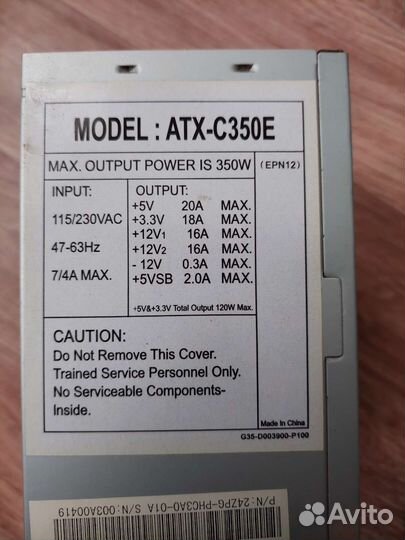 MODEL : ATX-C350E
MAX. OUTPUT POWER IS 350W
(EPN12)
INPUT:
115/230VAC
47-63Hz
7/4A MAX.
OUTPUT:
+5V 20A MAX.
+3.3V 18A MAX.
+12V1 16A MAX.
+12V2 16A MAX.
- 12V 0.3A MAX.
+5VSB 2.0A MAX.
+5V&+3.3V Total Output 120W Max.
CAUTION:
Do Not Remove This Cover.
Trained Service Personnel Only.
No Serviceable Components-
Inside.
Made In China
G35-D003900-P100
P/N:24ZPG-PHC3A0-01A S/N:003A00419
Avito